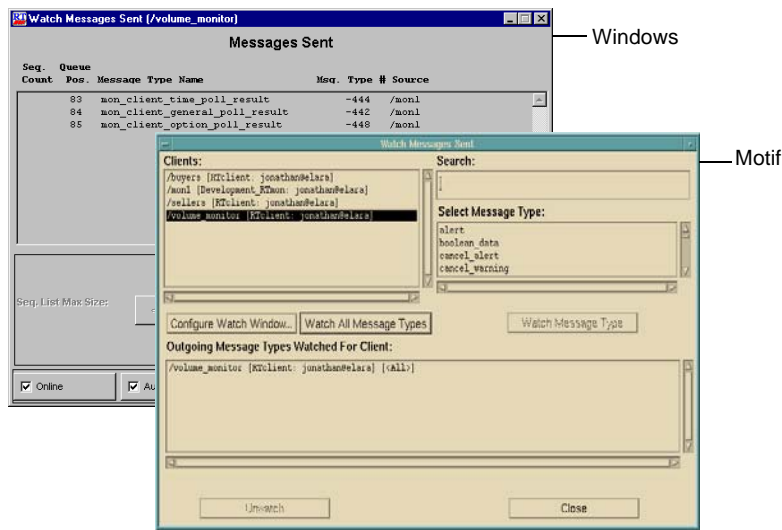 RT Watch Messages Sent (/volume_monitor)
Messages Sent
Windows
Seq. Queue
Count Pos. Message Type Name Msg. Type # Source
83 mon_client_time_poll_result -444 /mon1
84 mon_client_general_poll_result -442 /mon1
85 mon_client_option_poll_result -448 /mon1
Watch Messages Sent
Motif
Clients:
/buyers [RTclient: jonathan@elara]
/mon1 [Development_RTmon: jonathan@elara]
/sellers [RTclient: jonathan@elara]
/volume_monitor [RTclient: jonathan@elara]
Search:
Select Message Type:
alert
boolean_data
cancel_alert
cancel_warning
Seq. List Max Size:
Configure Watch Window... Watch All Message Types Watch Message Type
Outgoing Message Types Watched For Client:
/volume_monitor [RTclient: jonathan@elara] [<All>]
Online
Au
Unwatch Close